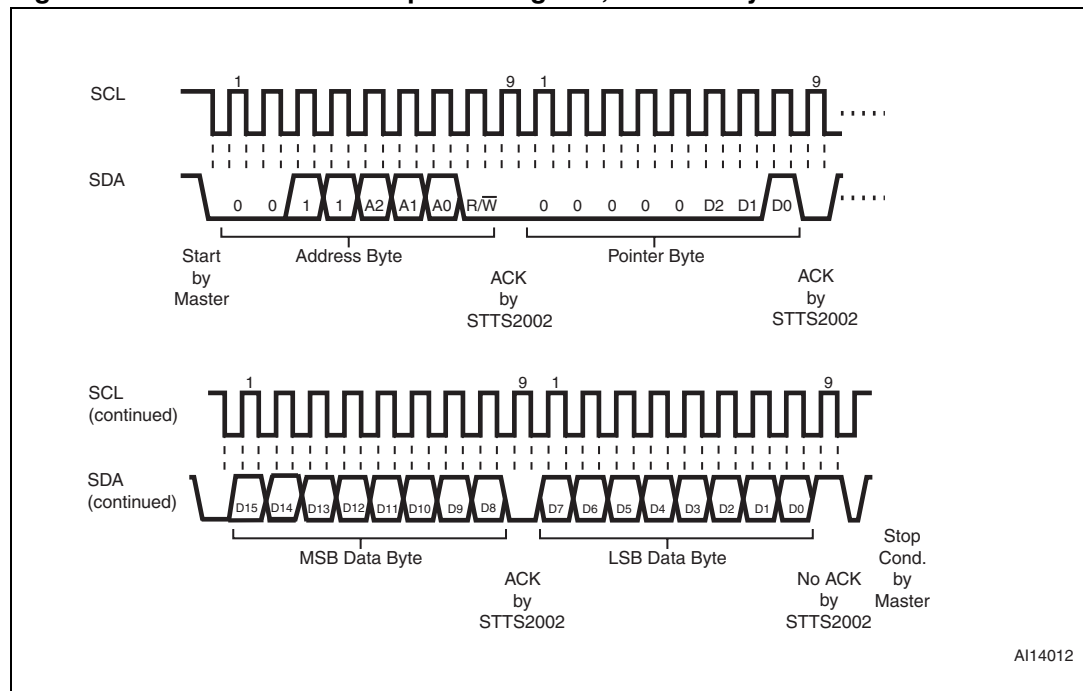 1 9 1 9
SCL
SDA
0 0 1 1 A2 A1 A0 R/W̅ 0 0 0 0 0 D2 D1 D0
Start
by
Master
Address Byte
ACK
by
STTS2002
Pointer Byte
ACK
by
STTS2002
1 9 1 9
SCL
(continued)
SDA
(continued)
D15 D14 D13 D12 D11 D10 D9 D8 D7 D6 D5 D4 D3 D2 D1 D0
MSB Data Byte
ACK
by
STTS2002
LSB Data Byte
No ACK
by
STTS2002
Stop
Cond.
by
Master
AI14012